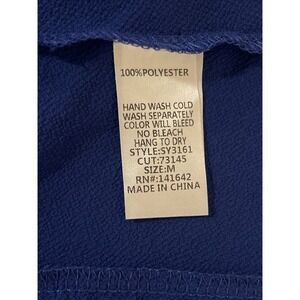 100%POLYESTER
HAND WASH COLD
WASH SEPARATELY
COLOR WILL BLEED
NO BLEACH
HANG TO DRY
STYLE:SY3161
CUT:73145
SIZE:M
RN#:141642
MADE IN CHINA